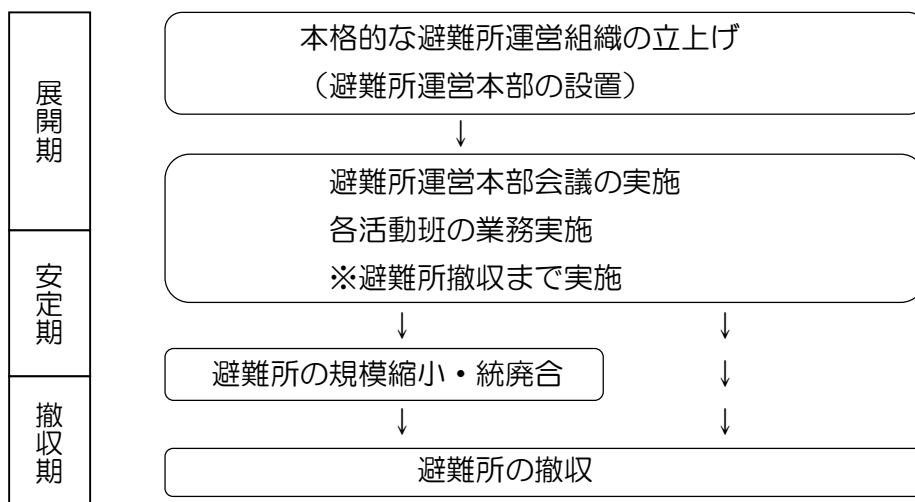 展開期
安定期
撤収期
本格的な避難所運営組織の立上げ
（避難所運営本部の設置）
↓
避難所運営本部会議の実施
各活動班の業務実施
※避難所撤収まで実施
↓ ↓
避難所の規模縮小・統廃合 ↓
↓ ↓
避難所の撤収